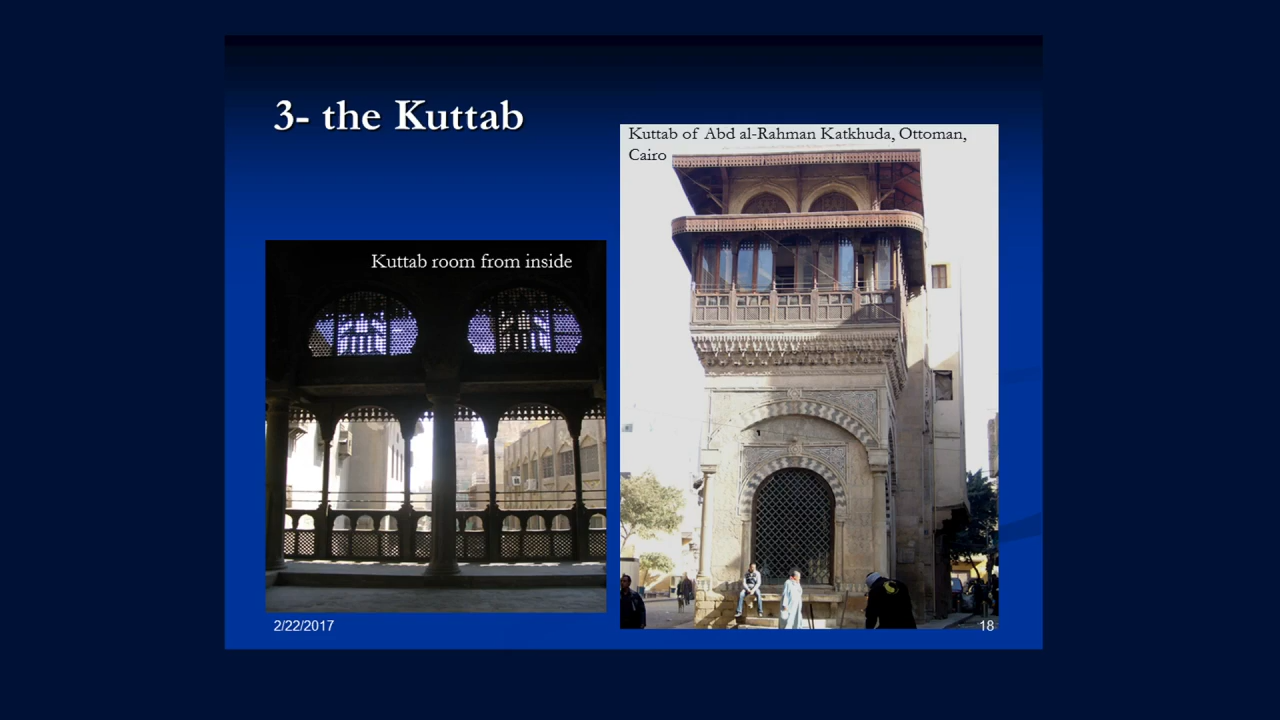 3- the Kuttab
Kuttab of Abd al-Rahman Katkhuda, Ottoman,
Cairo
Kuttab room from inside
2/22/2017
18